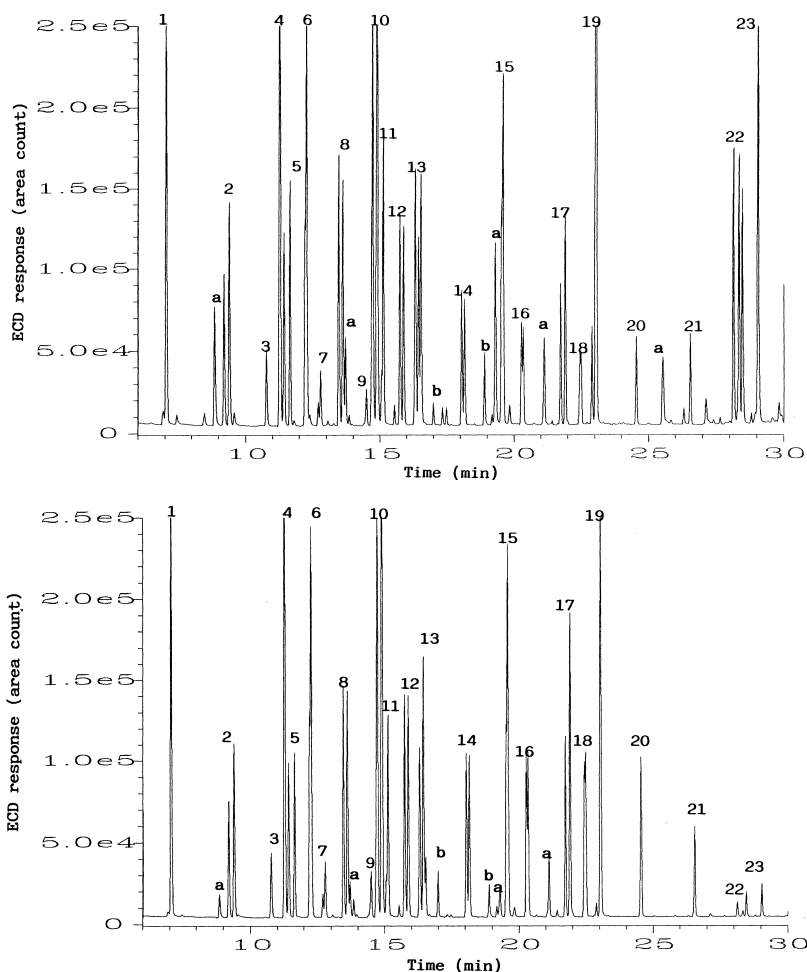 1 4 6 10 19 23
2.5e5
15
2.0e5
11
8 22
13
5
1.5e5
2
12 17
a
1.0e5
a
14
16 a
3 a 18 20 21
b a
5.0e4
7
9
b
0
10 15 20 25 30
Time (min)
ECD response (area count)
1 4 6 10 19
2.5e5
15
2.0e5
17
13
8 12
1.5e5
11
2 5 14 16 18 20
1.0e5
21
3
7 b a
5.0e4
9
a a b a 22 23
0
10 15 20 25 30
Time (min)
ECD response (area count)